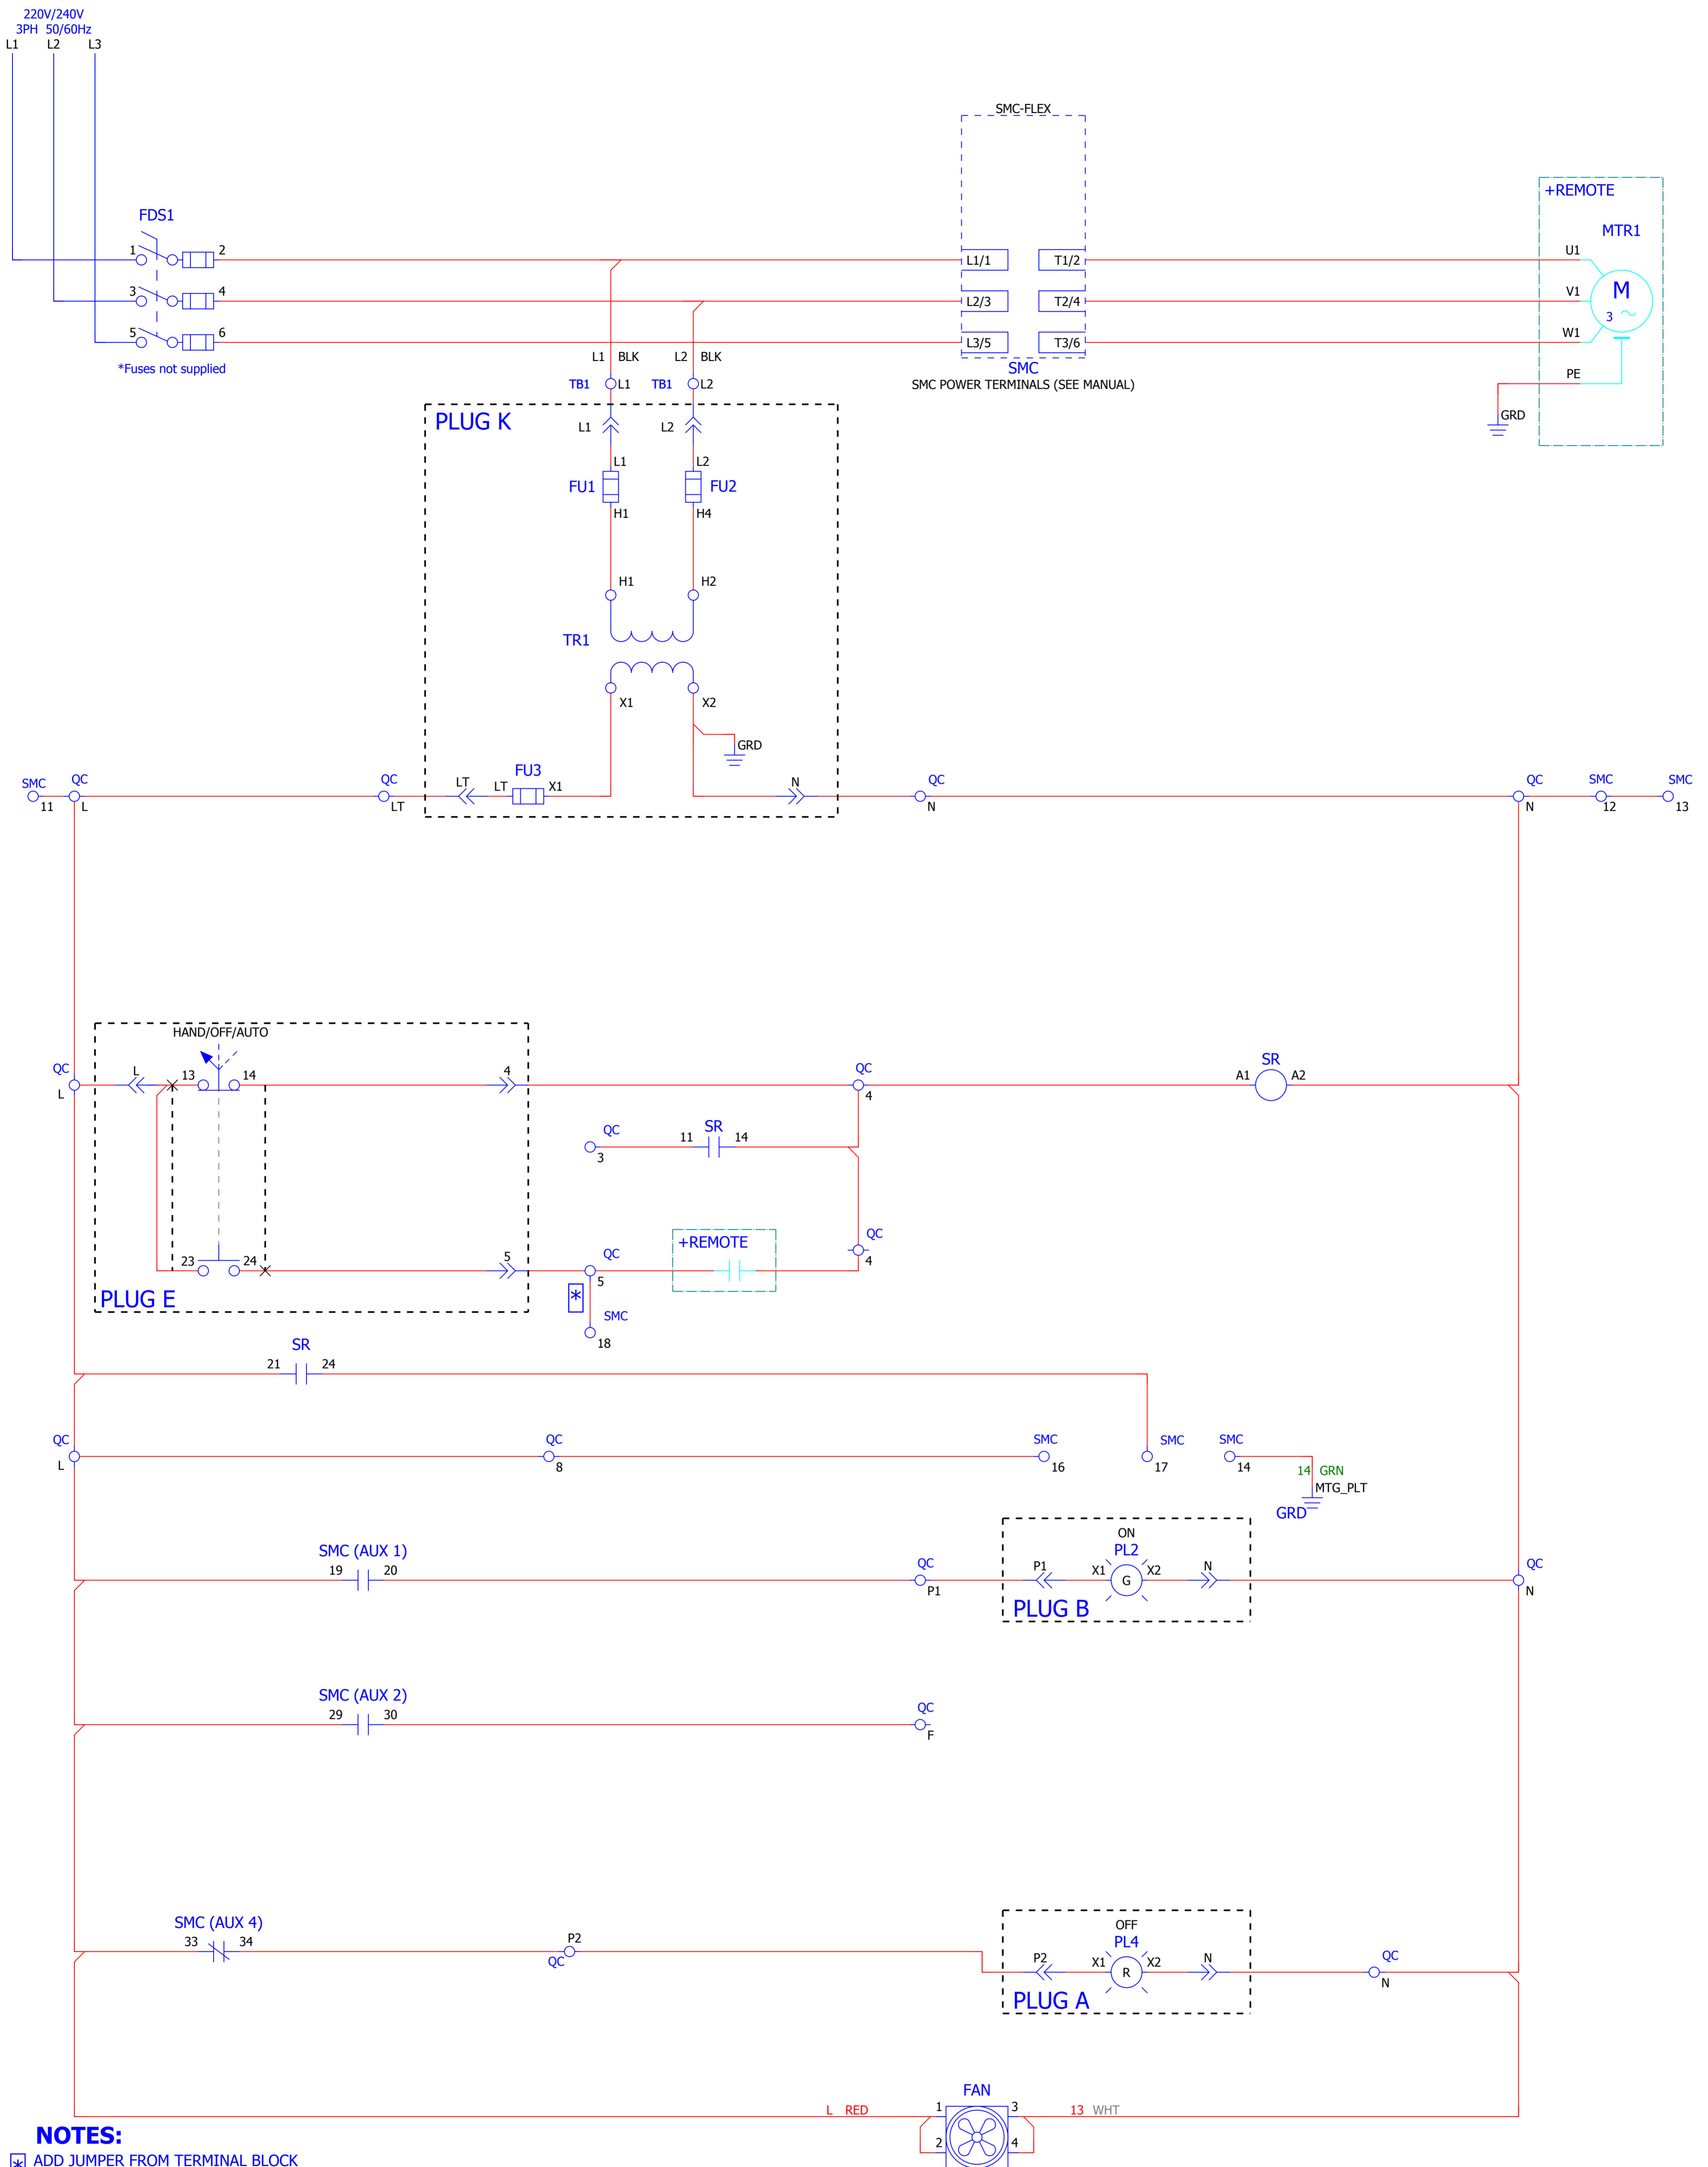 220V/240V
3PH 50/60Hz
L1 L2 L3
SMC-FLEX
+REMOTE
FDS1
MTR1
1 2
L1/1 T1/2
U1
3 4
L2/3 T2/4
V1
M
3
5 6
L3/5 T3/6
W1
*Fuses not supplied
L1 BLK L2 BLK
SMC
SMC POWER TERMINALS (SEE MANUAL)
PE
TB1 L1 TB1 L2
GRD
PLUG K
L1 L2
L1 L2
FU1 FU2
H1 H4
H1 H2
TR1
X1 X2
GRD
SMC QC QC LT LT FU3 X1 N QC QC SMC SMC
11 L LT N N 12 13
HAND/OFF/AUTO
QC L 13 14 4 QC SR
L 4 A1 A2
QC 11 SR 14
3
+REMOTE
QC
4
23 24 5 QC
5
PLUG E
*
SMC
18
SR
21 24
QC QC SMC SMC SMC
L 8 16 17 14
14 GRN
MTG_PLT
GRD
ON
SMC (AUX 1) PL2
19 20 QC P1 X1 G X2 N QC
P1 N
PLUG B
SMC (AUX 2)
29 30 QC
F
OFF
SMC (AUX 4) PL4
33 34 P2
QC
P2 X1 R X2 N QC
N
PLUG A
FAN
L RED 1 3 13 WHT
2 4
NOTES:
* ADD JUMPER FROM TERMINAL BLOCK